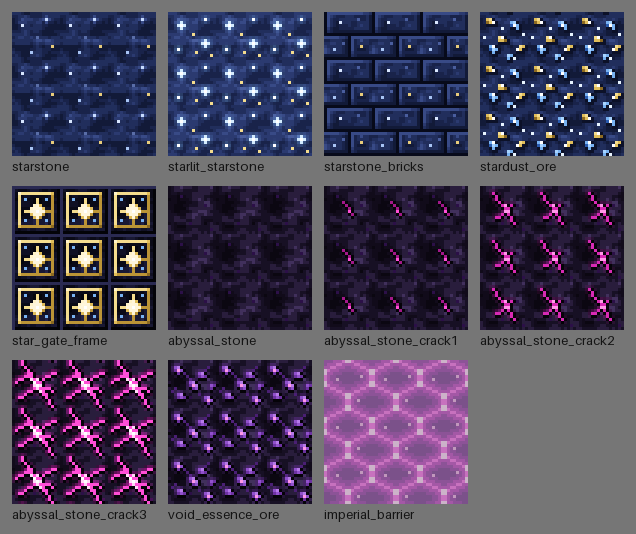 starstone
starlit_starstone
starstone_bricks
stardust_ore
star_gate_frame
abyssal_stone
abyssal_stone_crack1
abyssal_stone_crack2
abyssal_stone_crack3
void_essence_ore
imperial_barrier